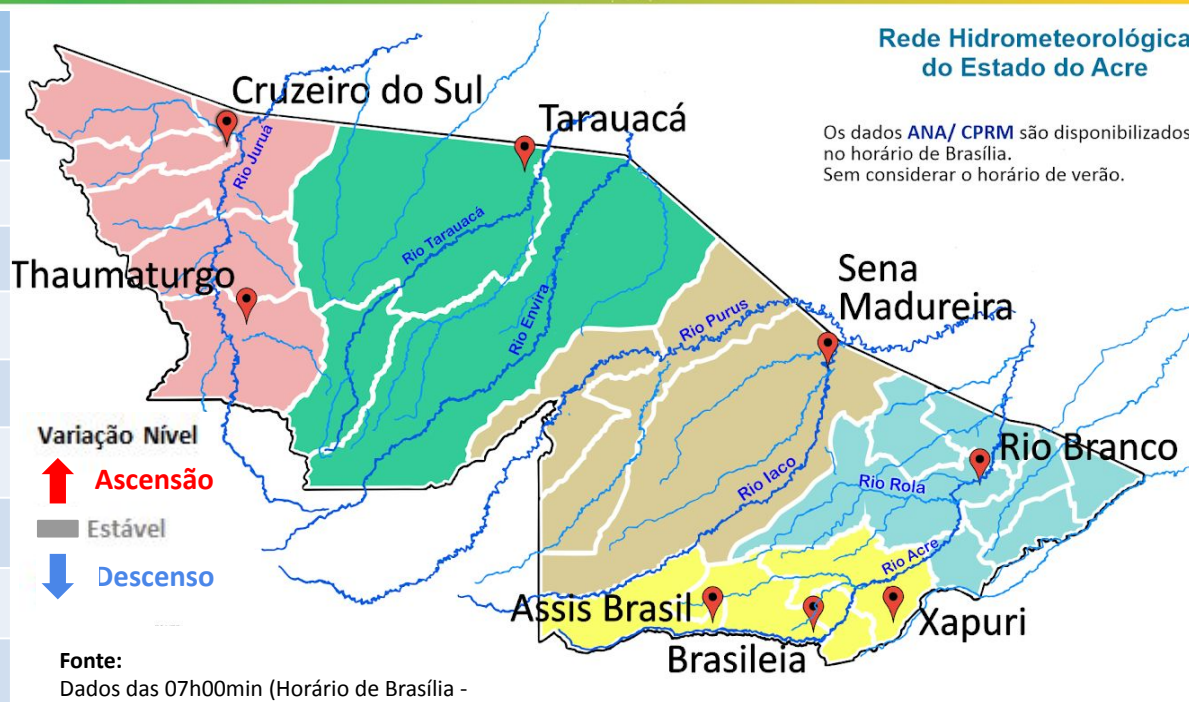 Rede Hidrometeorológica
do Estado do Acre
Os dados ANA/ CPRM são disponibilizados
no horário de Brasília.
Sem considerar o horário de verão.
Cruzeiro do Sul
Tarauacá
Rio Juruá
Rio Tarauacá
Thaumaturgo
Rio Envira
Sena
Madureira
Rio Purus
Variação Nível
Ascensão
Estável
Descenso
Rio Branco
Rio Iaco
Rio Rola
Rio Acre
Assis Brasil
Xapuri
Brasileia
Fonte:
Dados das 07h00min (Horário de Brasília -